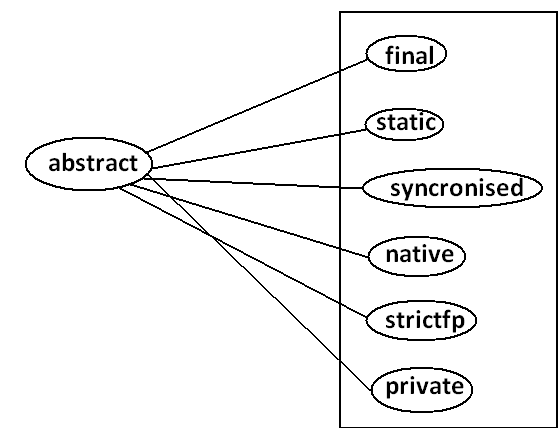 abstract
final
static
syncronised
native
strictfp
private